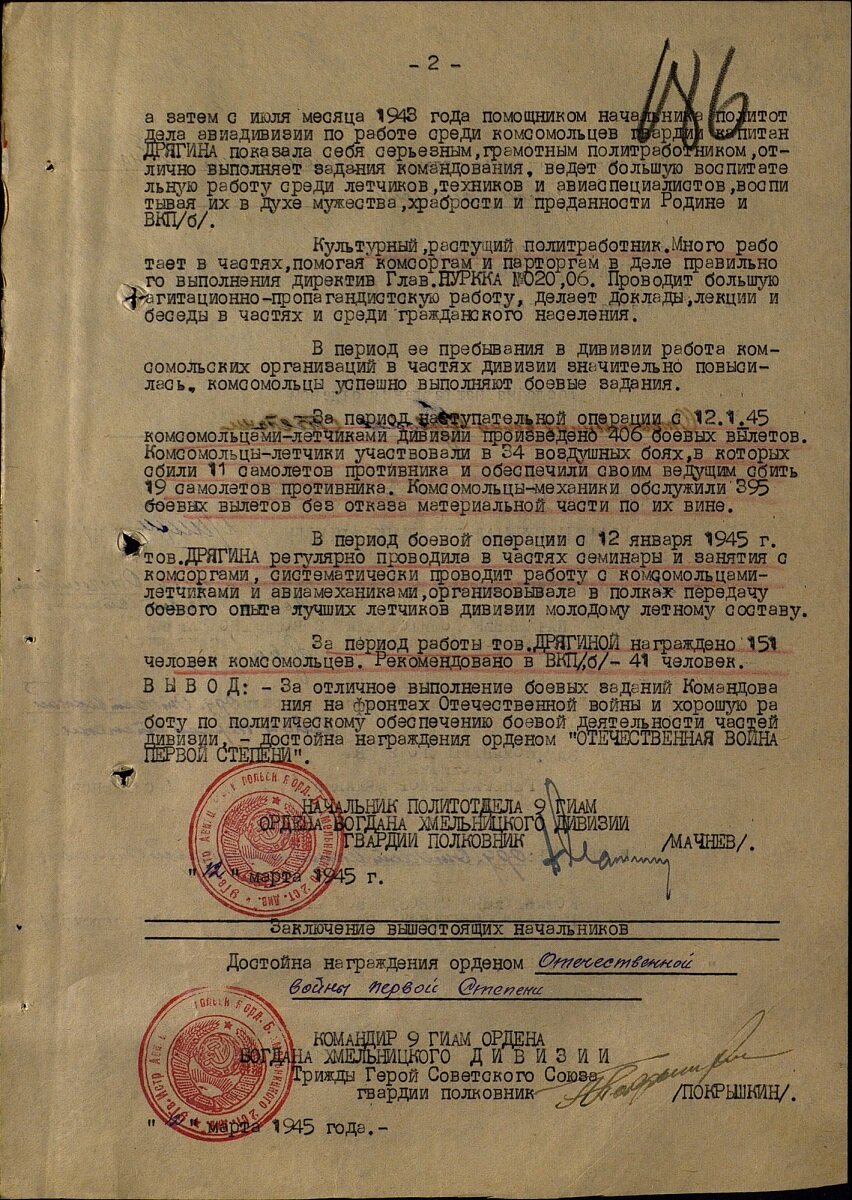 - 2 -
186
а затем с июля месяца 1943 года помощником начальника политот
дела авиадивизии по работе среди комсомольцев гвардии капитан
ДРЯГИНА показала себя серьезным,грамотным политработником,от-
лично выполняет задания командования, ведет большую воспитате
льную работу среди летчиков,техников и авиаспециалистов,воспи
тывая их в духе мужества,храбрости и преданности Родине и
ВКП/б/.
Культурный,растущий политработник.Много рабо
тает в частях,помогая комсоргам и парторгам в деле правильно
го выполнения директив Глав.ПУРККА №020,06. Проводит большую
агитационно-пропагандистскую работу, делает доклады,лекции и
беседы в частях и среди гражданского населения.
В период ее пребывания в дивизии работа ком-
сомольских организаций в частях дивизии значительно повыси-
лась, комсомольцы успешно выполняют боевые задания.
За период наступательной операции с 12.1.45
комсомольцами-летчиками дивизии произведено 406 боевых вылетов.
Комсомольцы-летчики участвовали в 34 воздушных боях,в которых
сбили 11 самолетов противника и обеспечили своим ведущим сбить
19 самолетов противника. Комсомольцы-механики обслужили 395
боевых вылетов без отказа материальной части по их вине.
В период боевой операции с 12 января 1945 г.
тов.ДРЯГИНА регулярно проводила в частях семинары и занятия с
комсоргами, систематически проводит работу с комсомольцами-
летчиками и авиамеханиками,организовывала в полках передачу
боевого опыта лучших летчиков дивизии молодому летному составу.
За период работы тов.ДРЯГИНОЙ награждено 151
человек комсомольцев. Рекомендовано в ВКП/б/- 41 человек.
В Ы В О Д: - За отличное выполнение боевых заданий Командова
ния на фронтах Отечественной войны и хорошую ра
боту по политическому обеспечению боевой деятельности частей
дивизии, - достойна награждения орденом "ОТЕЧЕСТВЕННАЯ ВОЙНА
ПЕРВОЙ СТЕПЕНИ".
НАЧАЛЬНИК ПОЛИТОТДЕЛА 9 ГИАМ
ОРДЕНА БОГДАНА ХМЕЛЬНИЦКОГО ДИВИЗИИ
ГВАРДИИ ПОЛКОВНИК /МАЧНЕВ/.
"12" марта 1945 г.
Заключение вышестоящих начальников
Достойна награждения орденом Отечественной
войны первой Степени
КОМАНДИР 9 ГИАМ ОРДЕНА
БОГДАНА ХМЕЛЬНИЦКОГО Д И В И З И И
Трижды Герой Советского Союза
гвардии полковник /ПОКРЫШКИН/.
" " марта 1945 года.-